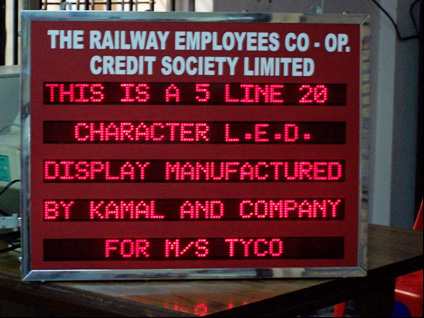 THE RAILWAY EMPLOYEES CO - OP.
CREDIT SOCIETY LIMITED
THIS IS A 5 LINE 20
CHARACTER L.E.D.
DISPLAY MANUFACTURED
BY KAMAL AND COMPANY
FOR M/S TYCO